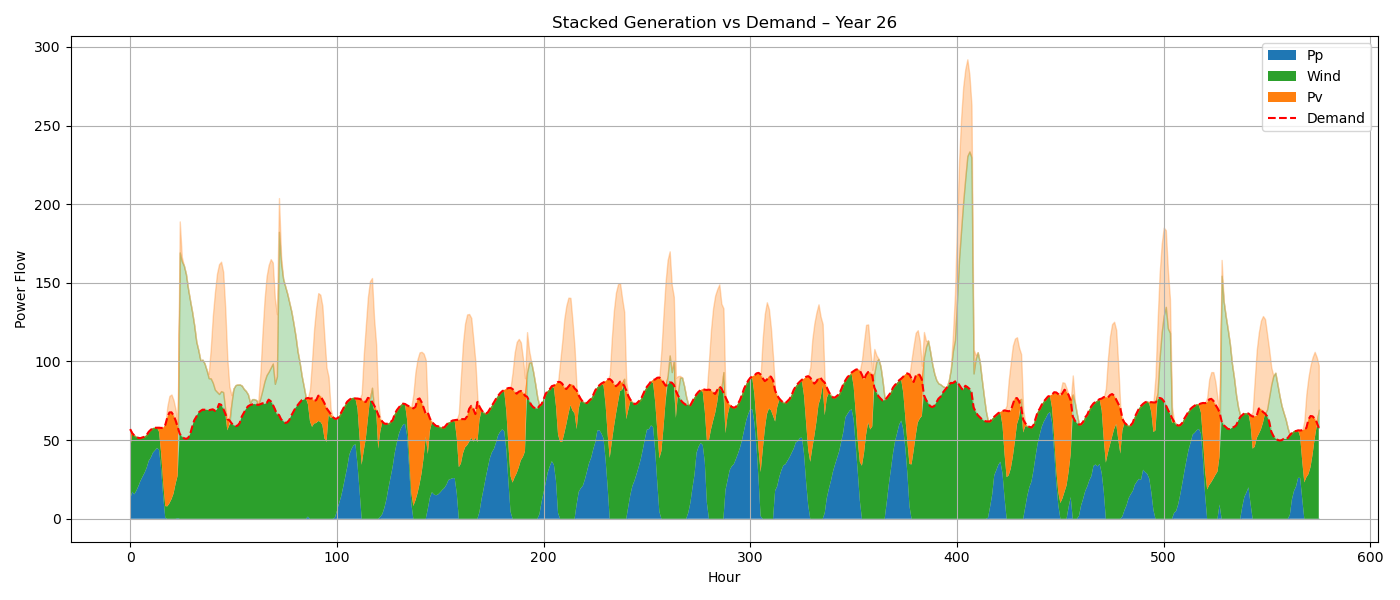 Stacked Generation vs Demand – Year 26
Power Flow
300
250
200
150
100
50
0
Pp
Wind
Pv
Demand
0
100
200
300
400
500
600
Hour